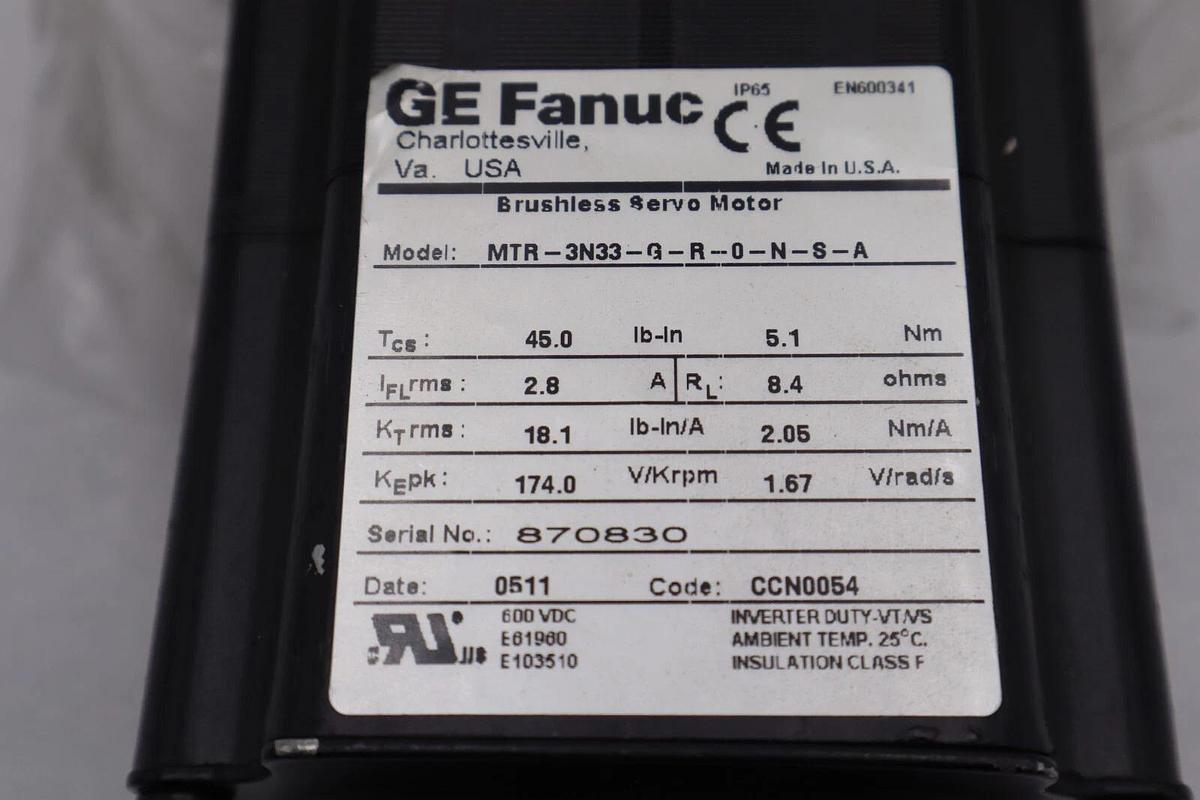 GE Fanuc
IP65 EN600341
CE
Charlottesville,
Va. USA
Made In U.S.A.
Brushless Servo Motor
Model: MTR-3N33-G-R-0-N-S-A
Tcs: 45.0 lb-In 5.1 Nm
IFLrms: 2.8 A RL: 8.4 ohms
KTrms: 18.1 lb-In/A 2.05 Nm/A
KEpk: 174.0 V/Krpm 1.67 V/rad/s
Serial No.: 870830
Date: 0511 Code: CCN0054
600 VDC INVERTER DUTY-VT/VS
E61960 AMBIENT TEMP. 25°C.
E103510 INSULATION CLASS F
c RU us